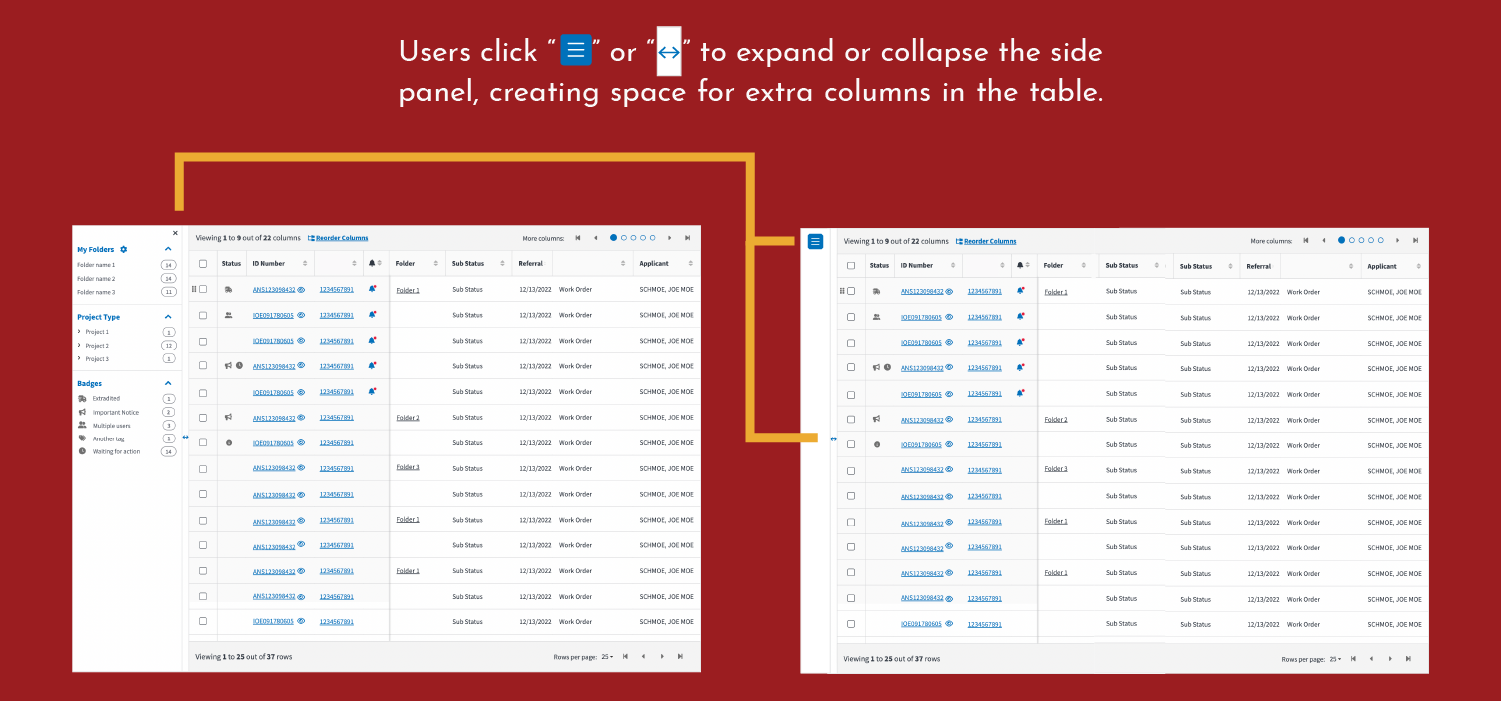 Users click “ ” or “ ” to expand or collapse the side
panel, creating space for extra columns in the table.
My Folders
Folder name 1 14
Folder name 2 14
Folder name 3 11
Project Type
Project 1 1
Project 2 12
Project 3 1
Badges
Extradited 1
Important Notice 2
Multiple users 3
Another tag 1
Waiting for action 14
Viewing 1 to 9 out of 22 columns Reorder Columns More columns:
Status ID Number Folder Sub Status Referral Applicant
ANS123098432 1234567891 Folder 1 Sub Status 12/13/2022 Work Order SCHMOE, JOE MOE
IOE091780605 1234567891 Sub Status 12/13/2022 Work Order SCHMOE, JOE MOE
IOE091780605 1234567891 Sub Status 12/13/2022 Work Order SCHMOE, JOE MOE
ANS123098432 1234567891 Sub Status 12/13/2022 Work Order SCHMOE, JOE MOE
IOE091780605 1234567891 Sub Status 12/13/2022 Work Order SCHMOE, JOE MOE
ANS123098432 1234567891 Folder 2 Sub Status 12/13/2022 Work Order SCHMOE, JOE MOE
IOE091780605 1234567891 Sub Status 12/13/2022 Work Order SCHMOE, JOE MOE
ANS123098432 1234567891 Folder 3 Sub Status 12/13/2022 Work Order SCHMOE, JOE MOE
ANS123098432 1234567891 Sub Status 12/13/2022 Work Order SCHMOE, JOE MOE
ANS123098432 1234567891 Folder 1 Sub Status 12/13/2022 Work Order SCHMOE, JOE MOE
ANS123098432 1234567891 Sub Status 12/13/2022 Work Order SCHMOE, JOE MOE
ANS123098432 1234567891 Folder 1 Sub Status 12/13/2022 Work Order SCHMOE, JOE MOE
ANS123098432 1234567891 Sub Status 12/13/2022 Work Order SCHMOE, JOE MOE
IOE091780605 1234567891 Sub Status 12/13/2022 Work Order SCHMOE, JOE MOE
Viewing 1 to 25 out of 37 rows Rows per page: 25
Viewing 1 to 9 out of 22 columns Reorder Columns More columns:
Status ID Number Folder Sub Status Sub Status Referral Applicant
ANS123098432 1234567891 Folder 1 Sub Status Sub Status 12/13/2022 Work Order SCHMOE, JOE MOE
IOE091780605 1234567891 Sub Status Sub Status 12/13/2022 Work Order SCHMOE, JOE MOE
IOE091780605 1234567891 Sub Status Sub Status 12/13/2022 Work Order SCHMOE, JOE MOE
ANS123098432 1234567891 Sub Status Sub Status 12/13/2022 Work Order SCHMOE, JOE MOE
IOE091780605 1234567891 Sub Status Sub Status 12/13/2022 Work Order SCHMOE, JOE MOE
ANS123098432 1234567891 Folder 2 Sub Status Sub Status 12/13/2022 Work Order SCHMOE, JOE MOE
IOE091780605 1234567891 Sub Status Sub Status 12/13/2022 Work Order SCHMOE, JOE MOE
ANS123098432 1234567891 Folder 3 Sub Status Sub Status 12/13/2022 Work Order SCHMOE, JOE MOE
ANS123098432 1234567891 Sub Status Sub Status 12/13/2022 Work Order SCHMOE, JOE MOE
ANS123098432 1234567891 Folder 1 Sub Status Sub Status 12/13/2022 Work Order SCHMOE, JOE MOE
ANS123098432 1234567891 Sub Status Sub Status 12/13/2022 Work Order SCHMOE, JOE MOE
ANS123098432 1234567891 Folder 1 Sub Status Sub Status 12/13/2022 Work Order SCHMOE, JOE MOE
ANS123098432 1234567891 Sub Status Sub Status 12/13/2022 Work Order SCHMOE, JOE MOE
IOE091780605 1234567891 Sub Status Sub Status 12/13/2022 Work Order SCHMOE, JOE MOE
Viewing 1 to 25 out of 37 rows Rows per page: 25